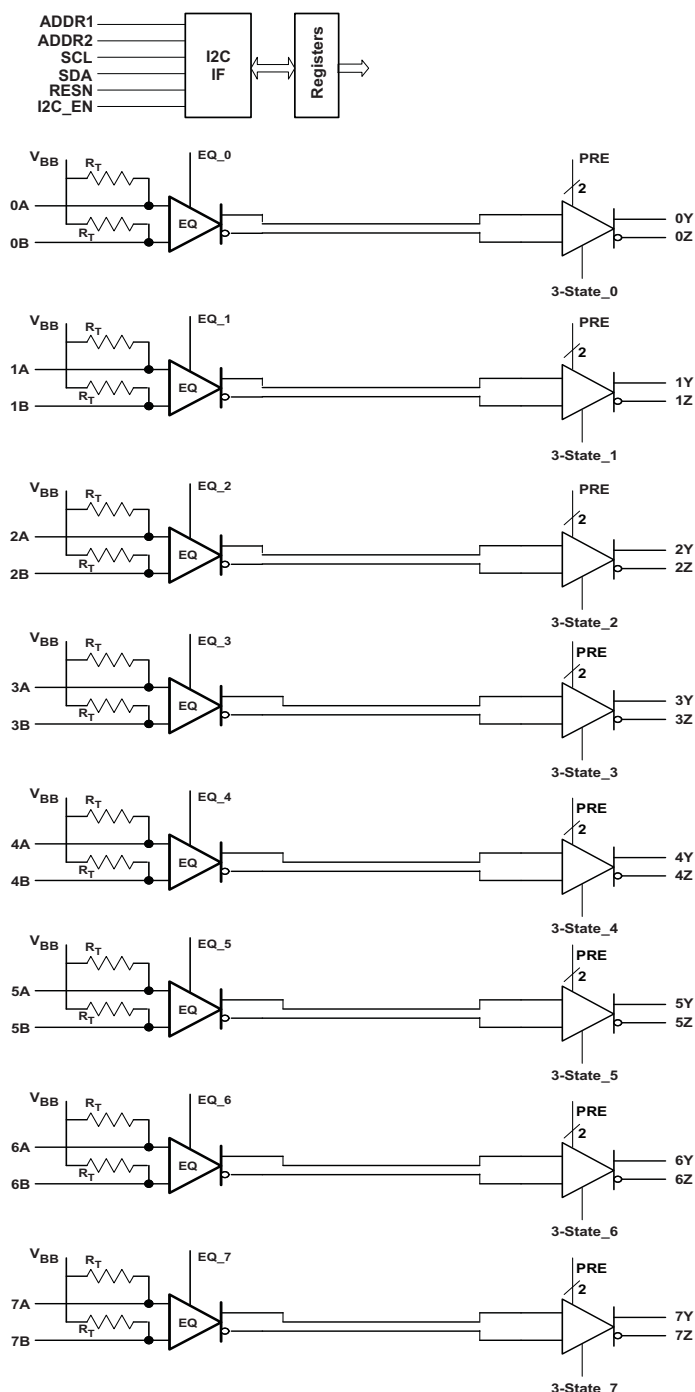 ADDR1
ADDR2
SCL
SDA
RESN
I2C_EN
I2C
IF
Registers
VBB
RT
EQ_0
PRE
2
0A
EQ
0Y
0B
RT
0Z
3-State_0
VBB
RT
EQ_1
PRE
2
1A
EQ
1Y
1B
RT
1Z
3-State_1
VBB
RT
EQ_2
PRE
2
2A
EQ
2Y
2B
RT
2Z
3-State_2
VBB
RT
EQ_3
PRE
2
3A
EQ
3Y
3B
RT
3Z
3-State_3
VBB
RT
EQ_4
PRE
2
4A
EQ
4Y
4B
RT
4Z
3-State_4
VBB
RT
EQ_5
PRE
2
5A
EQ
5Y
5B
RT
5Z
3-State_5
VBB
RT
EQ_6
PRE
2
6A
EQ
6Y
6B
RT
6Z
3-State_6
VBB
RT
EQ_7
PRE
2
7A
EQ
7Y
7B
RT
7Z
3-State_7